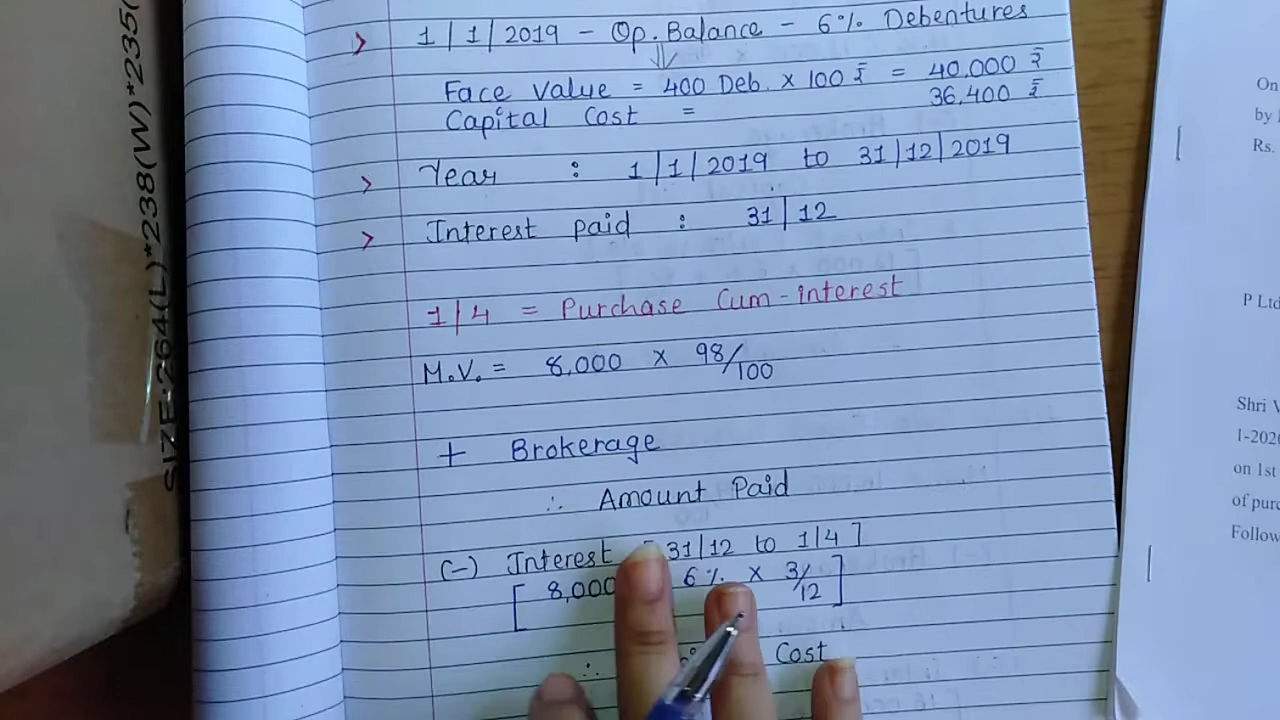 > 1/1/2019 - Op. Balance - 6% Debentures
Face Value = 400 Deb. × 100 ₹ = 40,000 ₹
Capital Cost = 36,400 ₹
> Year : 1/1/2019 to 31/12/2019
> Interest paid : 31/12
1/4 = Purchase Cum-interest
M.V. = 8,000 × 98/100
+ Brokerage
∴ Amount Paid
(-) Interest [31/12 to 1/4]
[8,000 6% × 3/12]
∴ Cost
SIZE:264(L)*238(W)*235(
On
by
Rs.
P Ltd
Shri V
1-202
on 1st
of purc
Follow